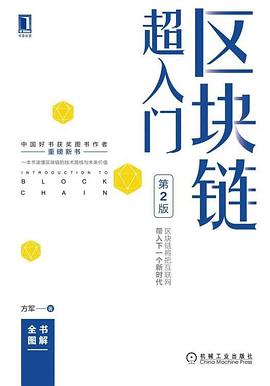 区块链
超入门
第2版
中国好书获奖图书作者
重磅新书
一本书读懂区块链的技术路线与未来价值
INTRODUCTION TO
BLOCK
CHAIN
区块链将把互联网
带入下一个新时代
方军 著
全书
图解
机械工业出版社
China Machine Press